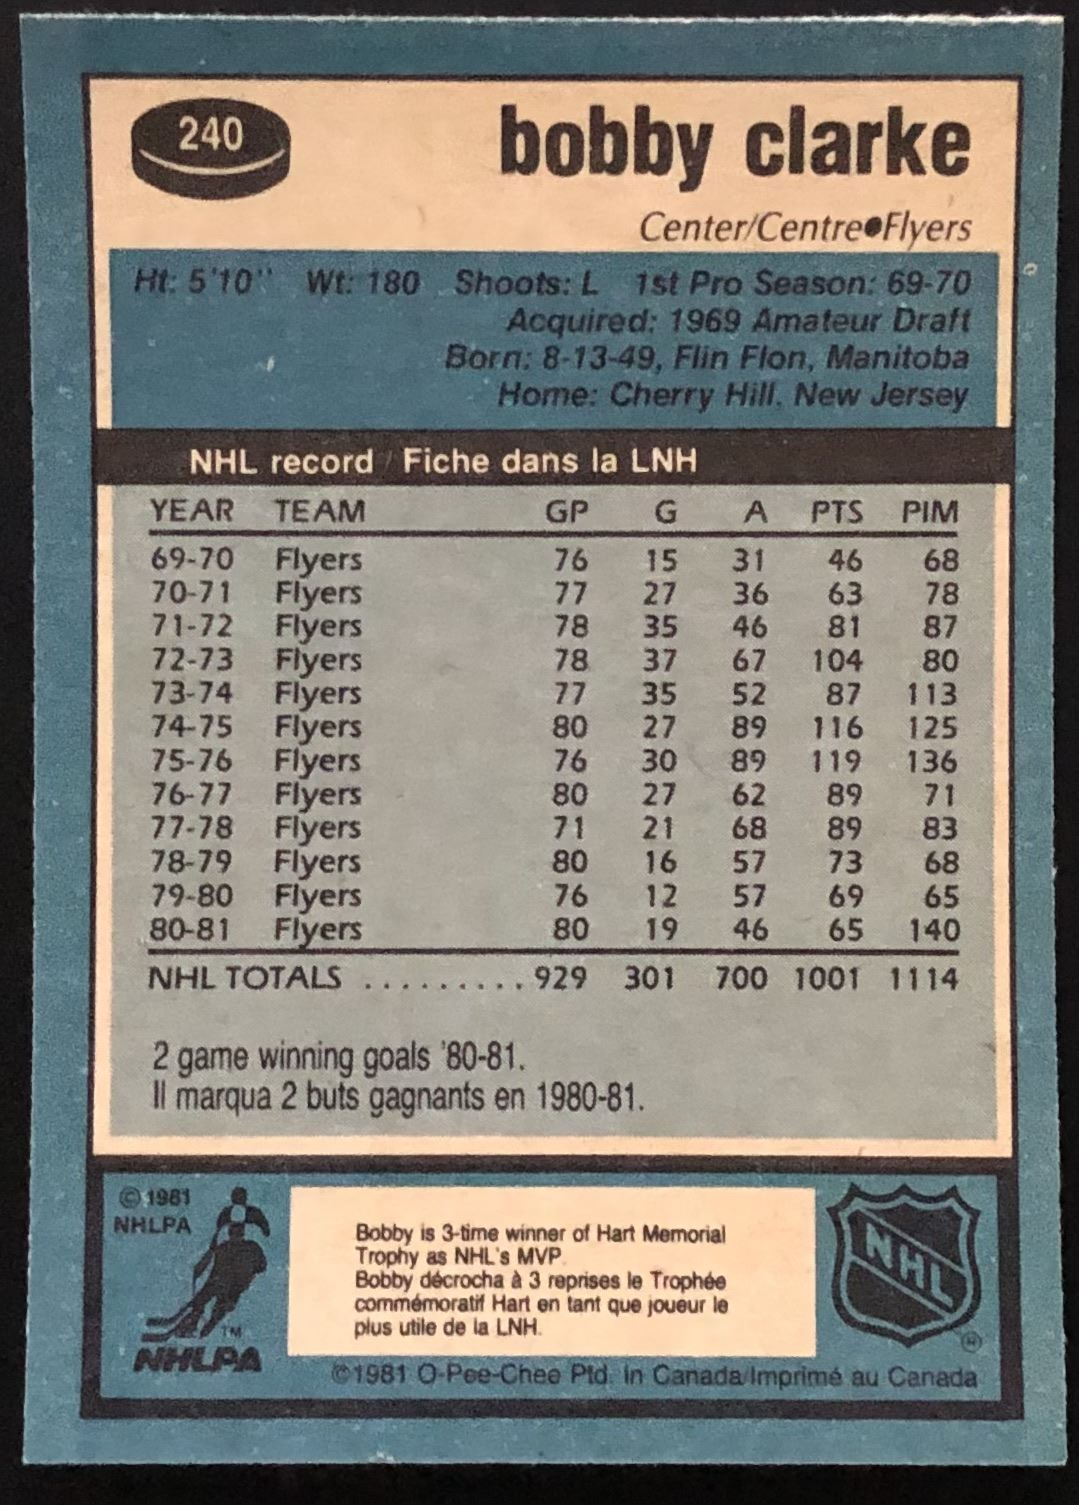 240
bobby clarke
Center/Centre●Flyers
Ht: 5'10" Wt: 180 Shoots: L 1st Pro Season: 69-70
Acquired: 1969 Amateur Draft
Born: 8-13-49, Flin Flon, Manitoba
Home: Cherry Hill, New Jersey
NHL record / Fiche dans la LNH
YEAR TEAM GP G A PTS PIM
69-70 Flyers 76 15 31 46 68
70-71 Flyers 77 27 36 63 78
71-72 Flyers 78 35 46 81 87
72-73 Flyers 78 37 67 104 80
73-74 Flyers 77 35 52 87 113
74-75 Flyers 80 27 89 116 125
75-76 Flyers 76 30 89 119 136
76-77 Flyers 80 27 62 89 71
77-78 Flyers 71 21 68 89 83
78-79 Flyers 80 16 57 73 68
79-80 Flyers 76 12 57 69 65
80-81 Flyers 80 19 46 65 140
NHL TOTALS ......... 929 301 700 1001 1114
2 game winning goals '80-81.
Il marqua 2 buts gagnants en 1980-81.
© 1981
NHLPA
TM
NHLPA
Bobby is 3-time winner of Hart Memorial
Trophy as NHL's MVP.
Bobby décrocha à 3 reprises le Trophée
commémoratif Hart en tant que joueur le
plus utile de la LNH.
NHL
®
©1981 O-Pee-Chee Ptd. in Canada/Imprimé au Canada